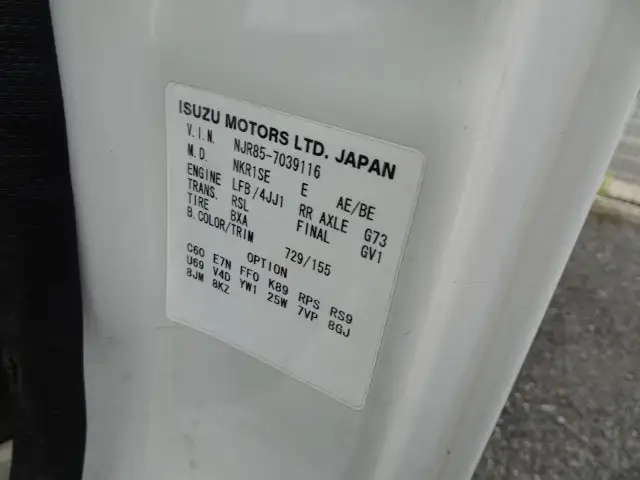 ISUZU MOTORS LTD. JAPAN
V.I.N. NJR85-7039116
M.D. NKR1SE E AE/BE
ENGINE LFB/4JJ1 RR AXLE G73
TRANS. RSL FINAL GV1
TIRE BXA
B.COLOR/TRIM 729/155
OPTION
C60 E7N FF0 K89 RPS RS9
U69 V4D YW1 25W 7VP 8GJ
8JM 8KZ